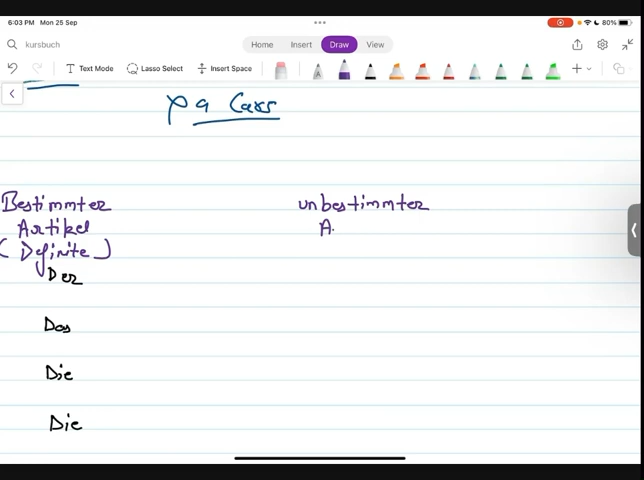 6:03 PM Mon 25 Sep
80%
kursbuch
Home Insert Draw View
Text Mode Lasso Select Insert Space
a Cars
Bestimmter
unbestimmter
Artikel
A.
(Definite)
Der
Das
Die
Die